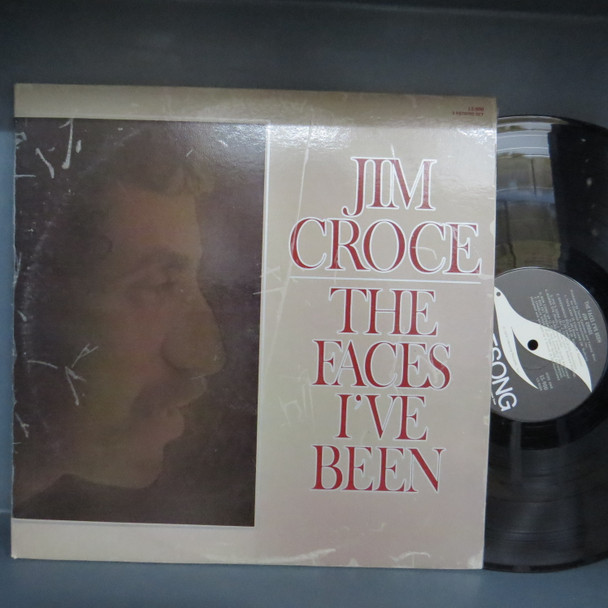 JIM
CROCE
THE
FACES
I'VE
BEEN
SONG